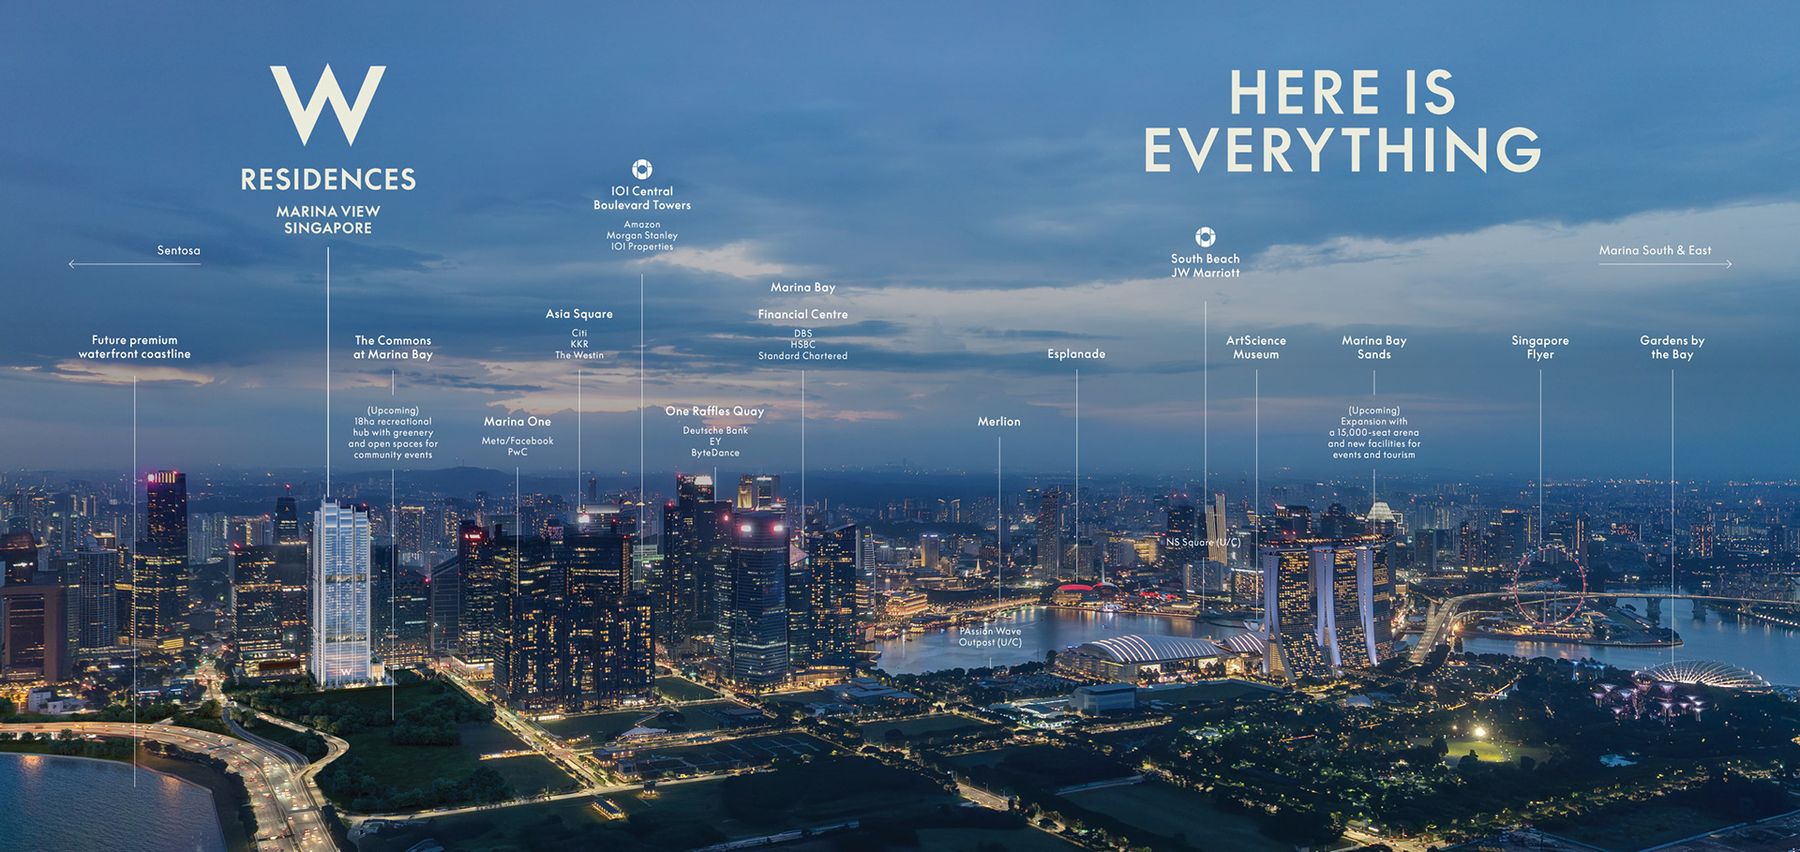 W
RESIDENCES
MARINA VIEW
SINGAPORE
HERE IS
EVERYTHING
Sentosa
Marina South & East
Future premium
waterfront coastline
The Commons
at Marina Bay
(Upcoming)
18ha recreational
hub with greenery
and open spaces for
community events
Marina One
Meta/Facebook
PwC
Asia Square
Citi
KKR
The Westin
IOI Central
Boulevard Towers
Amazon
Morgan Stanley
IOI Properties
One Raffles Quay
Deutsche Bank
EY
ByteDance
Marina Bay
Financial Centre
DBS
HSBC
Standard Chartered
Merlion
PAssion Wave
Outpost (U/C)
Esplanade
South Beach
JW Marriott
NS Square (U/C)
ArtScience
Museum
Marina Bay
Sands
(Upcoming)
Expansion with
a 15,000-seat arena
and new facilities for
events and tourism
Singapore
Flyer
Gardens by
the Bay
W